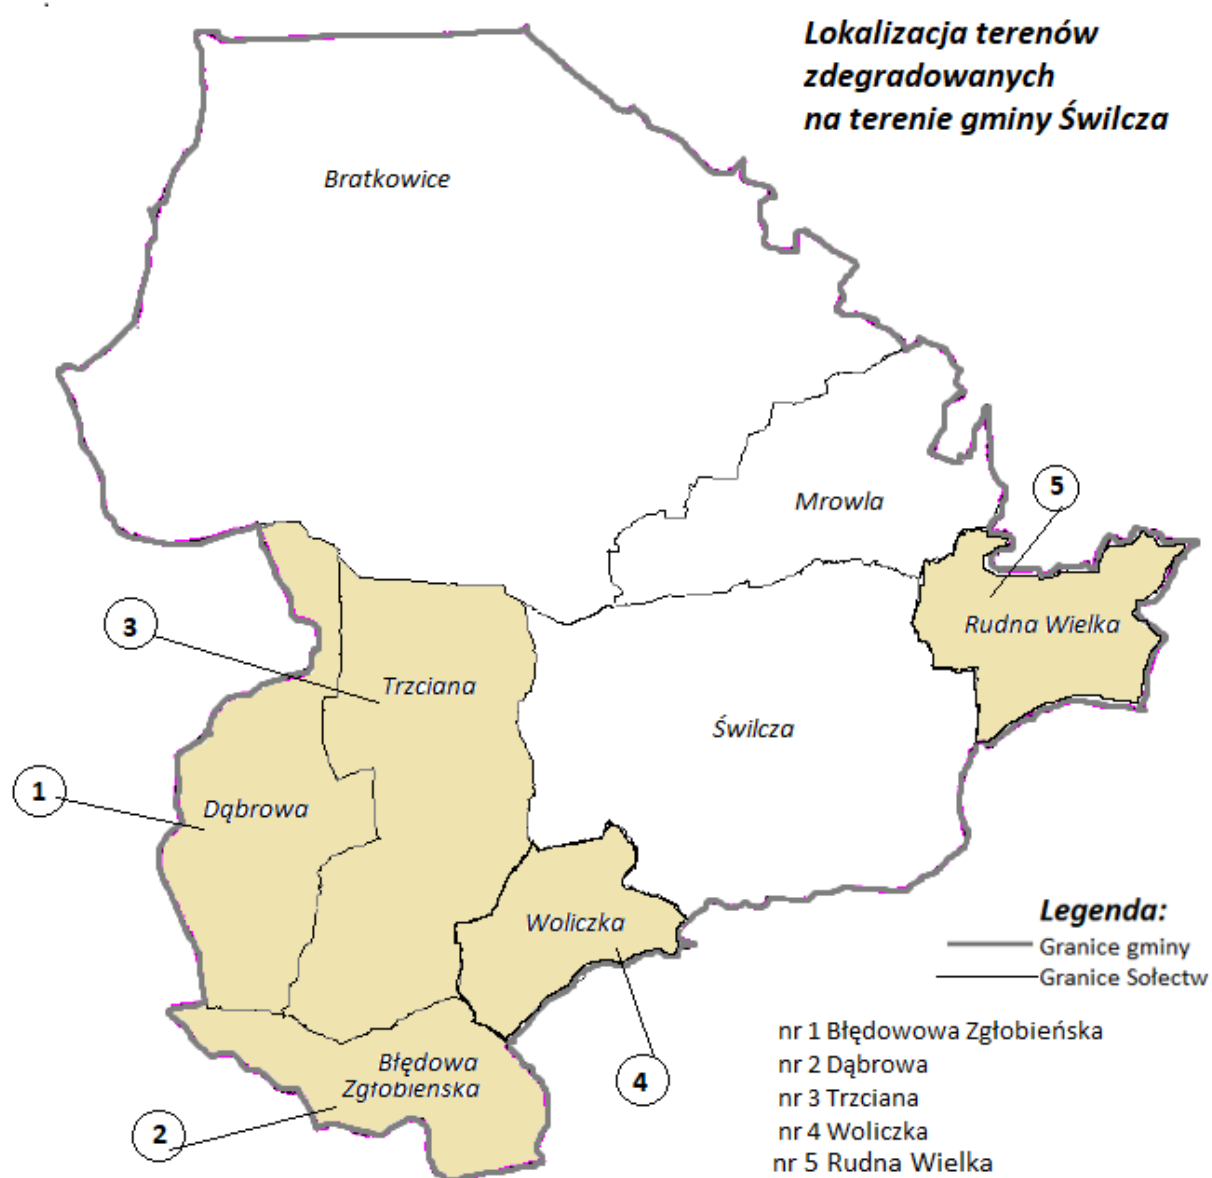 Lokalizacja terenów
zdegradowanych
na terenie gminy Świlcza
Bratkowice
Mrowla
5
Rudna Wielka
3
Trzciana
Świlcza
1
Dąbrowa
Woliczka
Legenda:
Granice gminy
Granice Sołectw
nr 1 Błędowowa Zgłobieńska
nr 2 Dąbrowa
nr 3 Trzciana
nr 4 Woliczka
nr 5 Rudna Wielka
Błędowa
Zgłobieńska
4
2